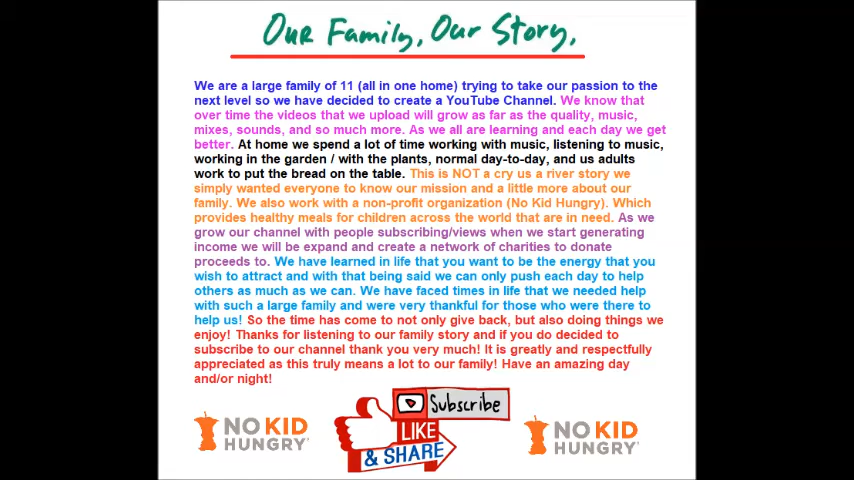 Our Family, Our Story.
We are a large family of 11 (all in one home) trying to take our passion to the
next level so we have decided to create a YouTube Channel. We know that
over time the videos that we upload will grow as far as the quality, music,
mixes, sounds, and so much more. As we all are learning and each day we get
better. At home we spend a lot of time working with music, listening to music,
working in the garden / with the plants, normal day-to-day, and us adults
work to put the bread on the table. This is NOT a cry us a river story we
simply wanted everyone to know our mission and a little more about our
family. We also work with a non-profit organization (No Kid Hungry). Which
provides healthy meals for children across the world that are in need. As we
grow our channel with people subscribing/views when we start generating
income we will be expand and create a network of charities to donate
proceeds to. We have learned in life that you want to be the energy that you
wish to attract and with that being said we can only push each day to help
others as much as we can. We have faced times in life that we needed help
with such a large family and were very thankful for those who were there to
help us! So the time has come to not only give back, but also doing things we
enjoy! Thanks for listening to our family story and if you do decided to
subscribe to our channel thank you very much! It is greatly and respectfully
appreciated as this truly means a lot to our family! Have an amazing day
and/or night!
Subscribe
LIKE
& SHARE
NO KID
HUNGRY
NO KID
HUNGRY